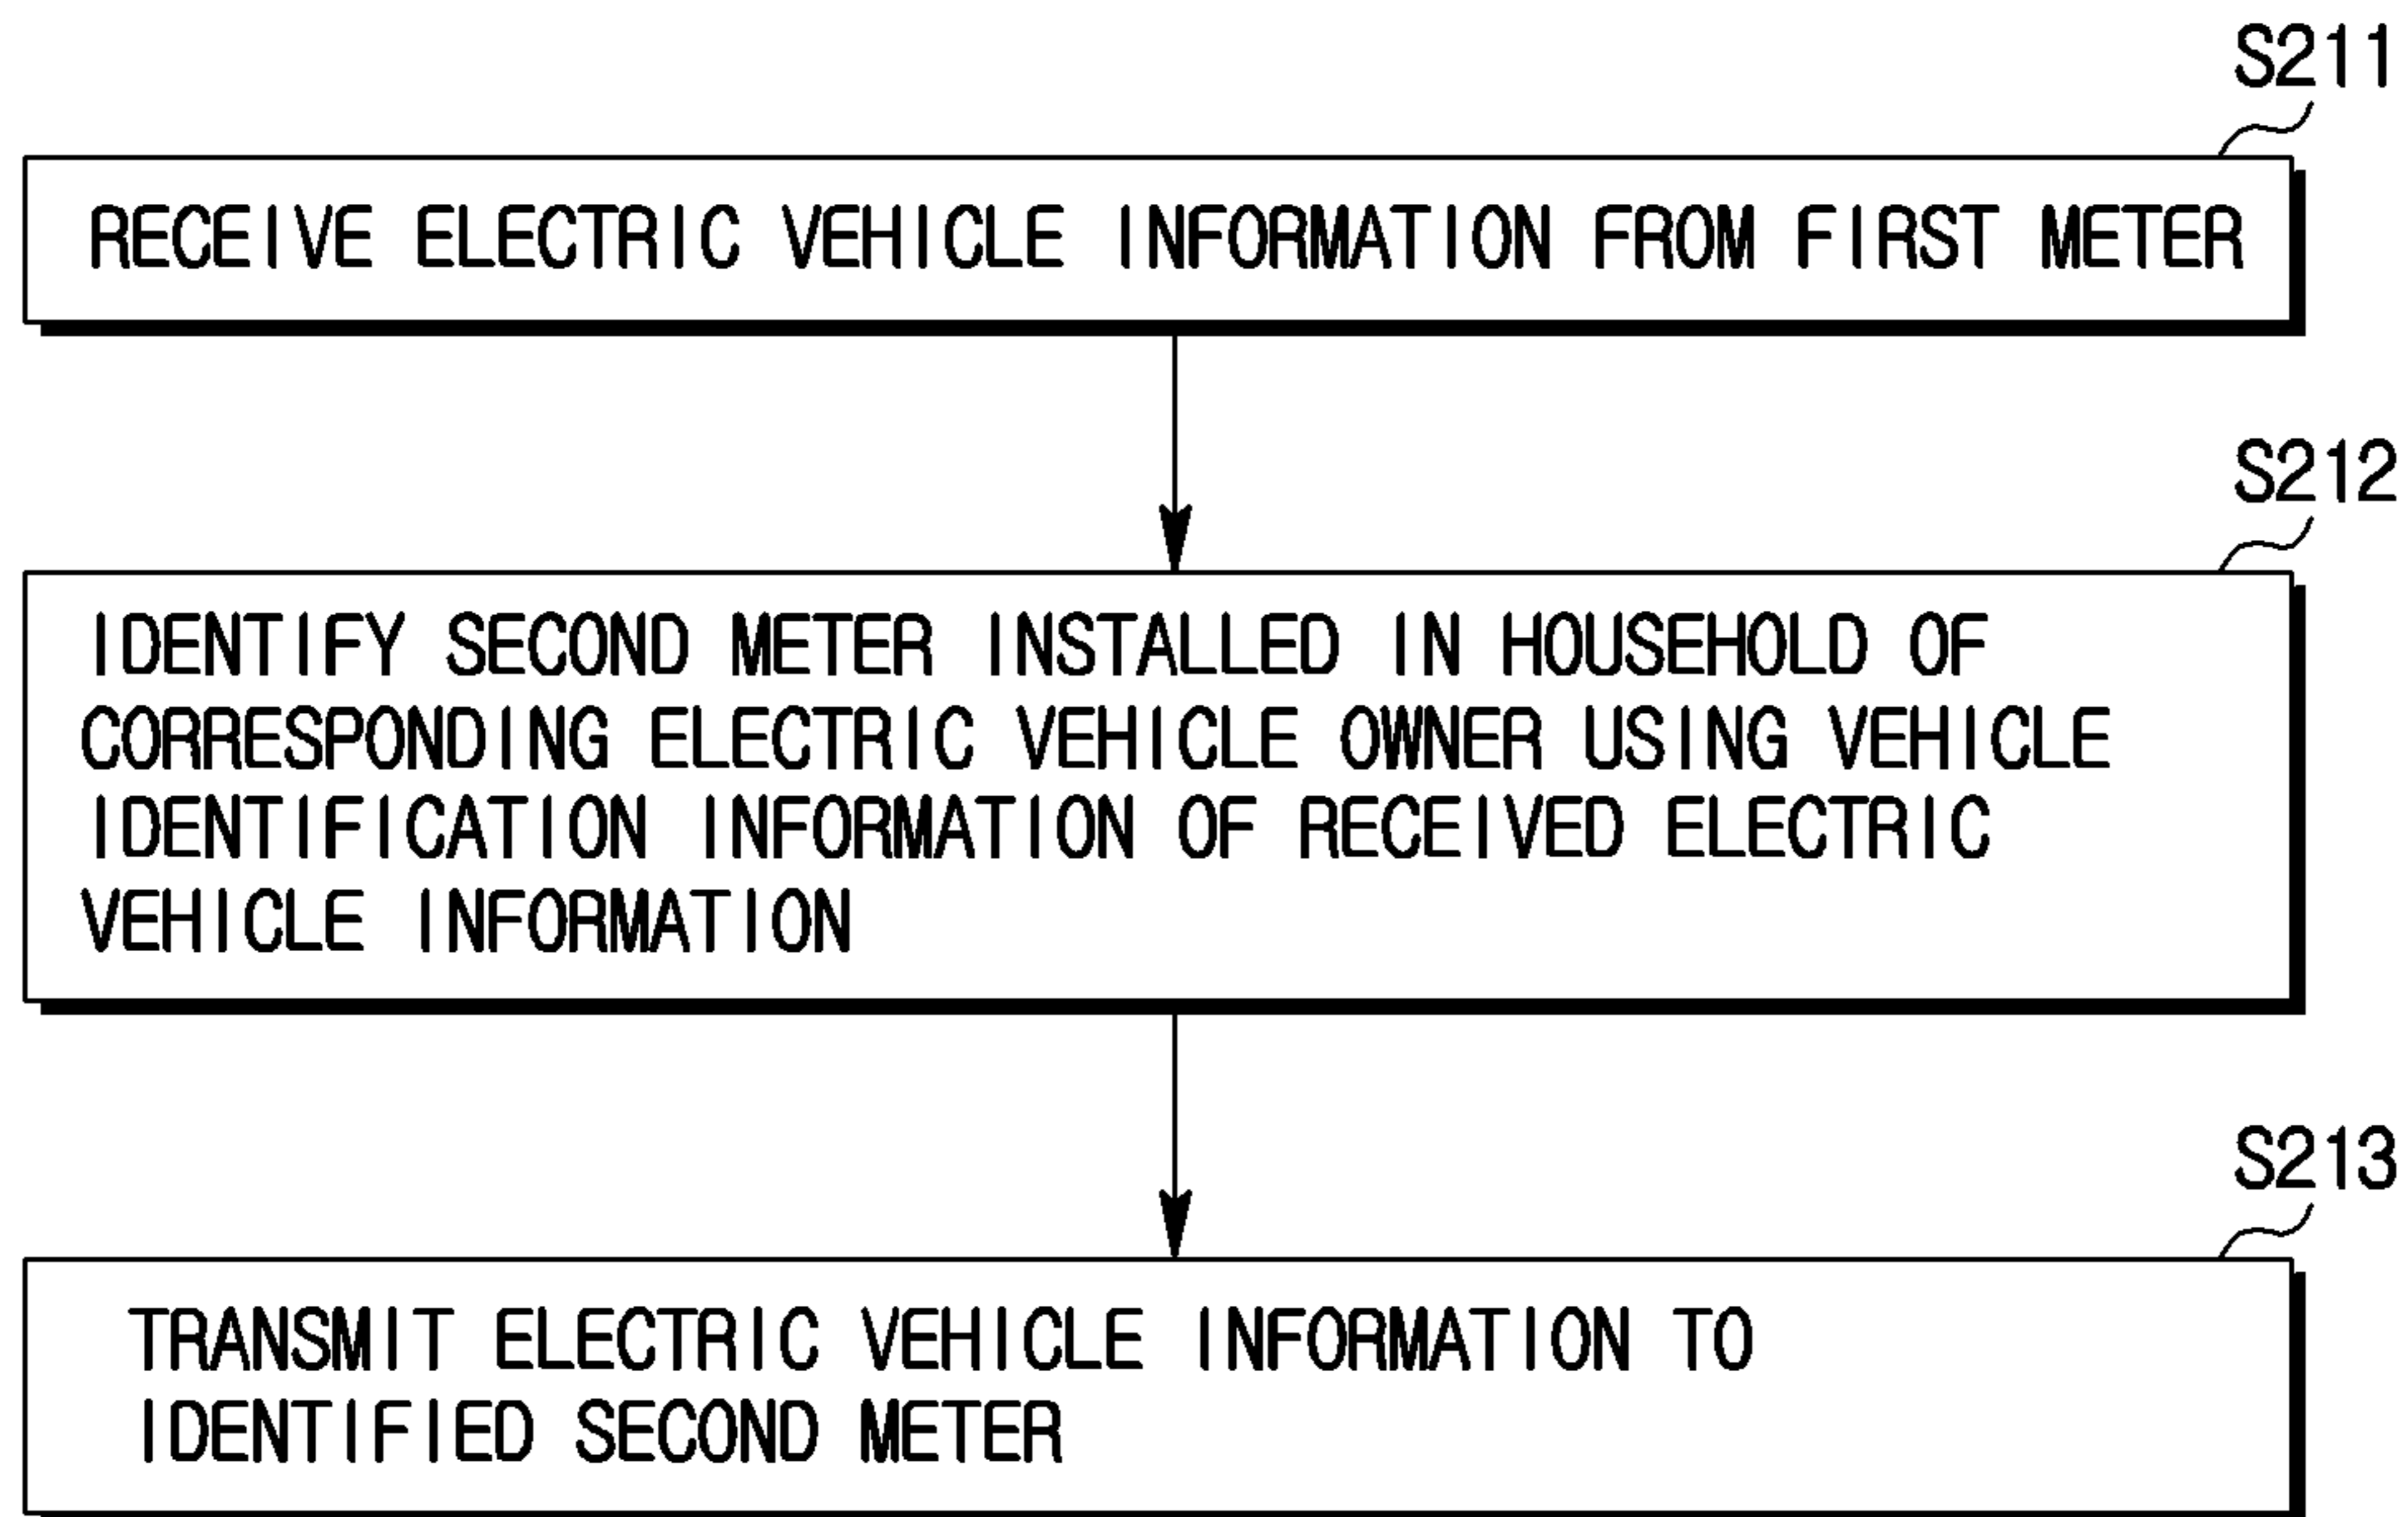 S211
RECEIVE ELECTRIC VEHICLE INFORMATION FROM FIRST METER
S212
IDENTIFY SECOND METER INSTALLED IN HOUSEHOLD OF
CORRESPONDING ELECTRIC VEHICLE OWNER USING VEHICLE
IDENTIFICATION INFORMATION OF RECEIVED ELECTRIC
VEHICLE INFORMATION
S213
TRANSMIT ELECTRIC VEHICLE INFORMATION TO
IDENTIFIED SECOND METER